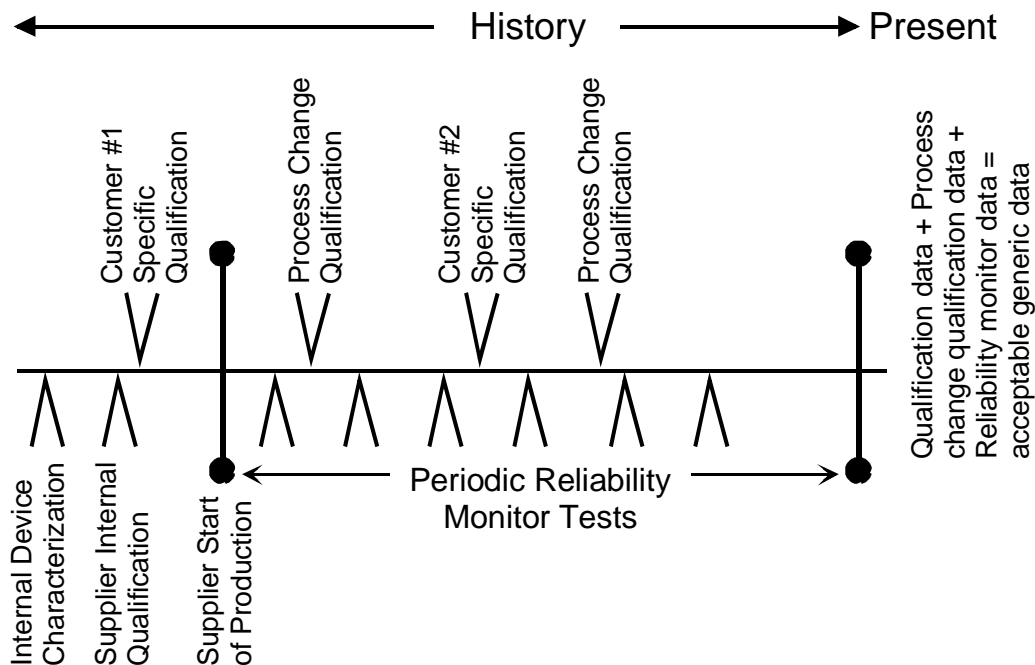 History
Present
Customer #1
Specific
Qualification
Process Change
Qualification
Customer #2
Specific
Qualification
Process Change
Qualification
Qualification data + Process
change qualification data +
Reliability monitor data =
acceptable generic data
Internal Device
Characterization
Supplier Internal
Qualification
Supplier Start
of Production
Periodic Reliability
Monitor Tests